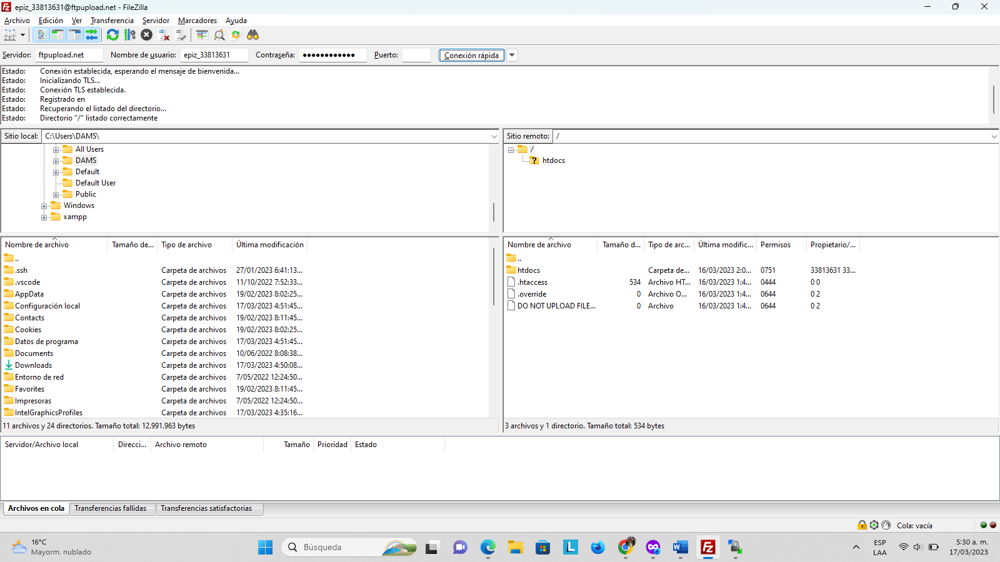 epiz_33813631@ftpupload.net - FileZilla
Archivo Edición Ver Transferencia Servidor Marcadores Ayuda
Servidor: ftpupload.net Nombre de usuario: epiz_33813631 Contraseña: ●●●●●●●●●●●● Puerto: Conexión rápida
Estado: Conexión establecida, esperando el mensaje de bienvenida...
Estado: Inicializando TLS...
Estado: Conexión TLS establecida.
Estado: Registrado en
Estado: Recuperando el listado del directorio...
Estado: Directorio "/" listado correctamente
Sitio local: C:\Users\DAMS\
All Users
DAMS
Default
Default User
Public
Windows
xampp
Sitio remoto: /
/
htdocs
Nombre de archivo Tamaño de... Tipo de archivo Última modificación
..
.ssh Carpeta de archivos 27/01/2023 6:41:13...
.vscode Carpeta de archivos 11/10/2022 7:52:33...
AppData Carpeta de archivos 19/02/2023 8:02:25...
Configuración local Carpeta de archivos 17/03/2023 4:51:45...
Contacts Carpeta de archivos 19/02/2023 8:11:45...
Cookies Carpeta de archivos 19/02/2023 8:02:25...
Datos de programa Carpeta de archivos 17/03/2023 4:51:45...
Documents Carpeta de archivos 10/06/2022 8:08:38...
Downloads Carpeta de archivos 17/03/2023 4:50:08...
Entorno de red Carpeta de archivos 7/05/2022 12:24:50...
Favorites Carpeta de archivos 19/02/2023 8:11:45...
Impresoras Carpeta de archivos 7/05/2022 12:24:50...
IntelGraphicsProfiles Carpeta de archivos 17/03/2023 4:35:16...
11 archivos y 24 directorios. Tamaño total: 12.991.963 bytes
Nombre de archivo Tamaño d... Tipo de arc... Última modific... Permisos Propietario/...
..
htdocs Carpeta de... 16/03/2023 2:0... 0751 33813631 33...
.htaccess 534 Archivo HT... 16/03/2023 1:4... 0444 0 0
.override 0 Archivo O... 16/03/2023 1:4... 0644 0 2
DO NOT UPLOAD FILE... 0 Archivo 16/03/2023 1:4... 0644 0 2
3 archivos y 1 directorio. Tamaño total: 534 bytes
Servidor/Archivo local Direcci... Archivo remoto Tamaño Prioridad Estado
Archivos en cola Transferencias fallidas Transferencias satisfactorias
Cola: vacía
16°C
Mayorm. nublado
Búsqueda
ESP
LAA
5:30 a. m.
17/03/2023